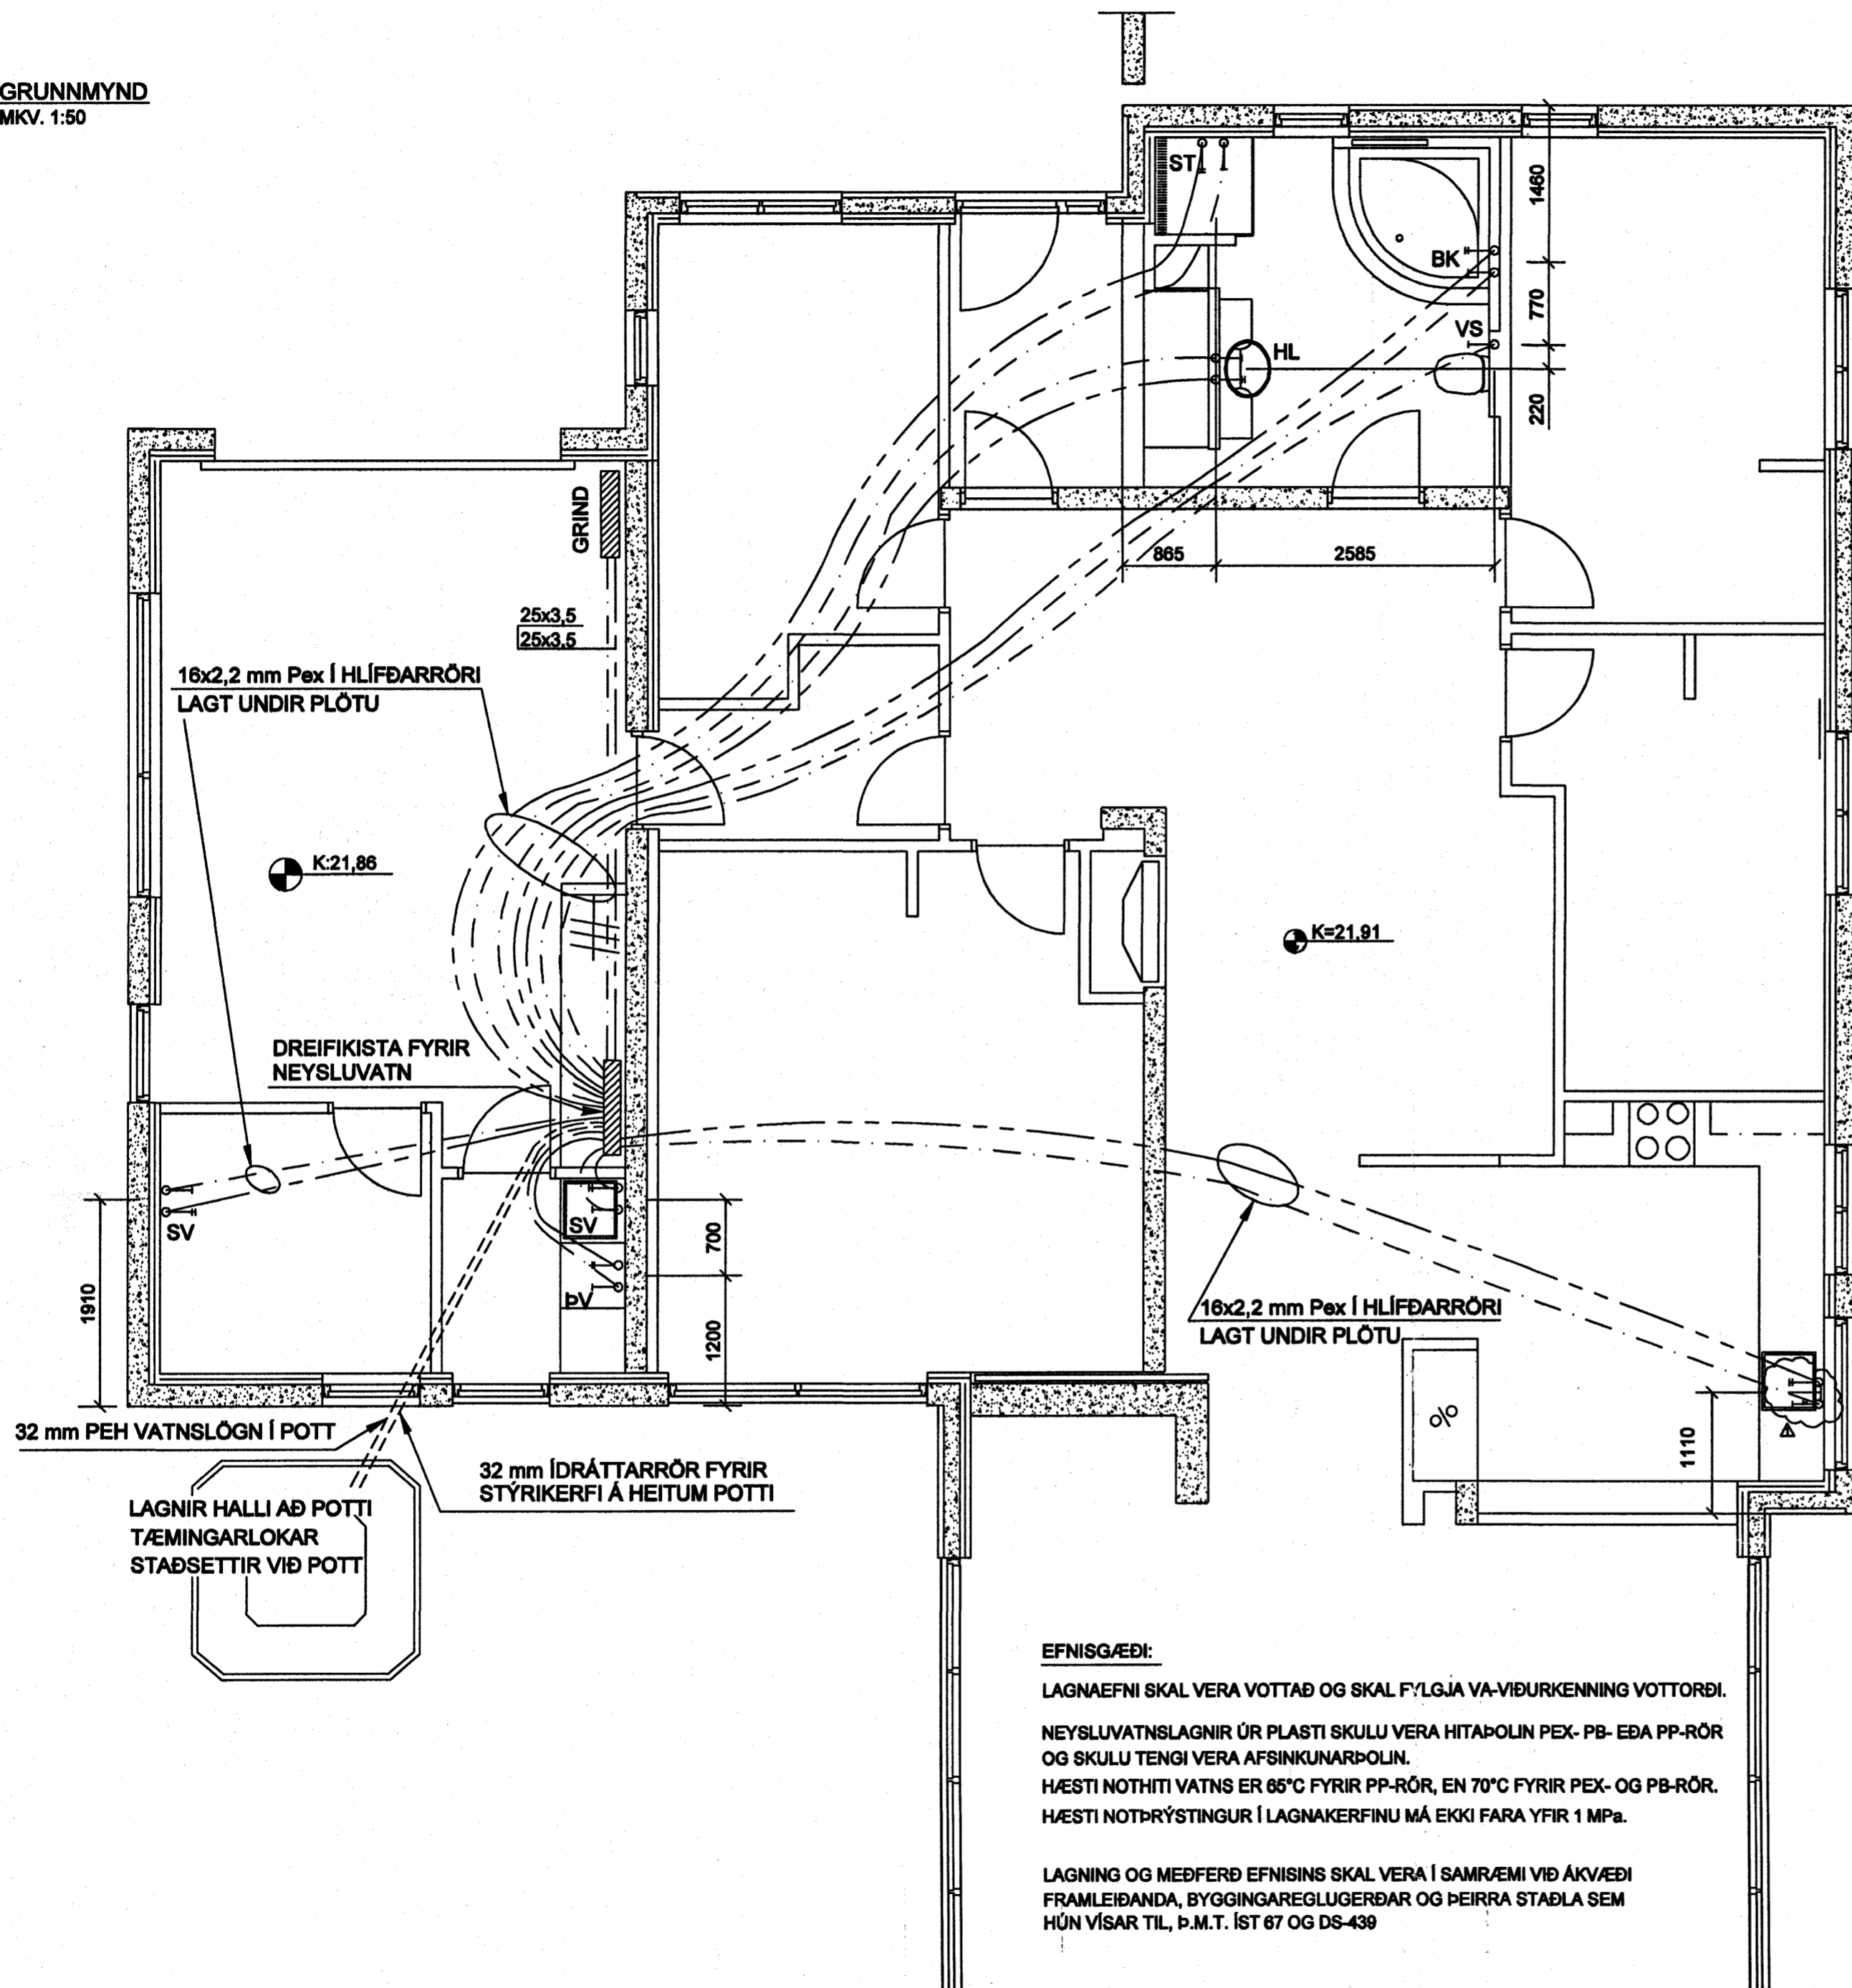 GRUNNMYND
MKV. 1:50
ST
BK
VS
HL
1460
770
220
865
2585
GRIND
25x3,5
25x3,5
16x2,2 mm Pex Í HLÍFÐARRÖRI
LAGT UNDIR PLÖTU
K:21,86
K=21,91
DREIFIKISTA FYRIR
NEYSLUVATN
SV
SV
ÞV
1910
700
1200
16x2,2 mm Pex Í HLÍFÐARRÖRI
LAGT UNDIR PLÖTU
1110
32 mm PEH VATNSLÖGN Í POTT
32 mm ÍDRÁTTARRÖR FYRIR
STÝRIKERFI Á HEITUM POTTI
LAGNIR HALLI AÐ POTTI
TÆMINGARLOKAR
STAÐSETTIR VIÐ POTT
EFNISGÆÐI:
LAGNAEFNI SKAL VERA VOTTAÐ OG SKAL FYLGJA VA-VIÐURKENNING VOTTORÐI.
NEYSLUVATNSLAGNIR ÚR PLASTI SKULU VERA HITAÞOLIN PEX- PB- EÐA PP-RÖR
OG SKULU TENGI VERA AFSINKUNARÞOLIN.
HÆSTI NOTHITI VATNS ER 65°C FYRIR PP-RÖR, EN 70°C FYRIR PEX- OG PB-RÖR.
HÆSTI NOTÞRÝSTINGUR Í LAGNAKERFINU MÁ EKKI FARA YFIR 1 MPa.
LAGNING OG MEÐFERÐ EFNISINS SKAL VERA Í SAMRÆMI VIÐ ÁKVÆÐI
FRAMLEIÐANDA, BYGGINGAREGLUGERÐAR OG ÞEIRRA STAÐLA SEM
HÚN VÍSAR TIL, Þ.M.T. ÍST 67 OG DS-439